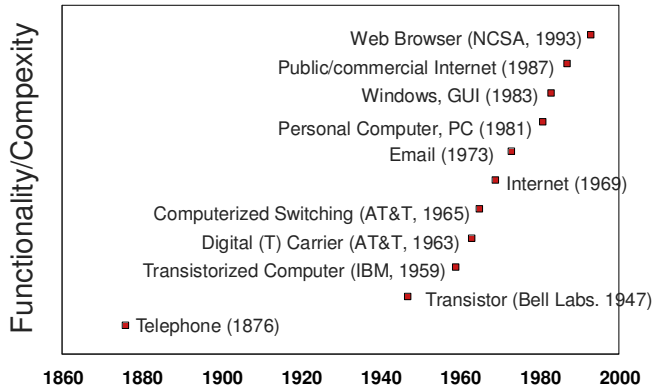 Functionality/Compexity
Web Browser (NCSA, 1993)
Public/commercial Internet (1987)
Windows, GUI (1983)
Personal Computer, PC (1981)
Email (1973)
Internet (1969)
Computerized Switching (AT&T, 1965)
Digital (T) Carrier (AT&T, 1963)
Transistorized Computer (IBM, 1959)
Transistor (Bell Labs. 1947)
Telephone (1876)
1860 1880 1900 1920 1940 1960 1980 2000